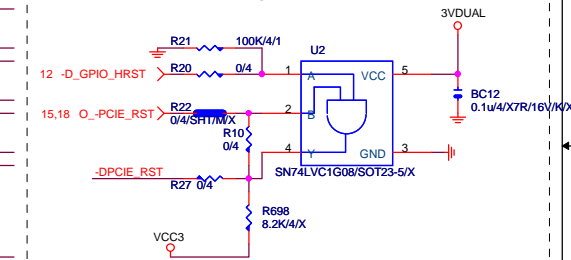 3VDUAL
R21 100K/4/1
U2
12 -D_GPIO_HRST
R20 0/4
1 A VCC 5
15,18 O_-PCIE_RST
R22
0/4/SHT/M/X
2 B
BC12
0.1u/4/X7R/16V/K/X
R10
0/4
4 Y GND 3
SN74LVC1G08/SOT23-5/X
-DPCIE_RST
R27 0/4
R698
8.2K/4/X
VCC3